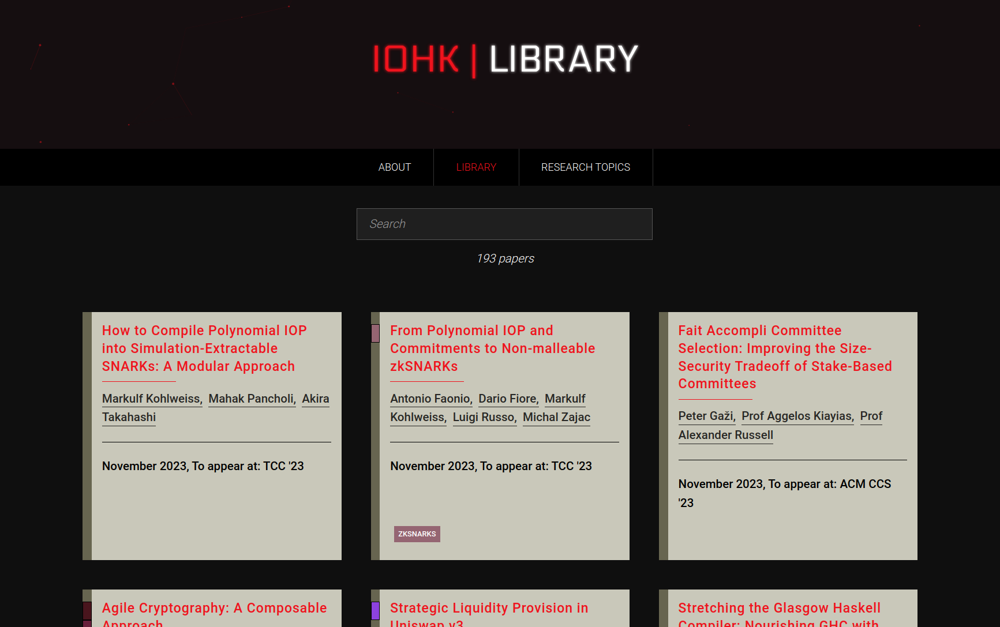 IOHK | LIBRARY
ABOUT
LIBRARY
RESEARCH TOPICS
Search
193 papers
How to Compile Polynomial IOP
into Simulation-Extractable
SNARKs: A Modular Approach
Markulf Kohlweiss, Mahak Pancholi, Akira
Takahashi
November 2023, To appear at: TCC '23
From Polynomial IOP and
Commitments to Non-malleable
zkSNARKs
Antonio Faonio, Dario Fiore, Markulf
Kohlweiss, Luigi Russo, Michal Zajac
November 2023, To appear at: TCC '23
ZKSNARKS
Fait Accompli Committee
Selection: Improving the Size-
Security Tradeoff of Stake-Based
Committees
Peter Gaži, Prof Aggelos Kiayias, Prof
Alexander Russell
November 2023, To appear at: ACM CCS
'23
Agile Cryptography: A Composable
Approach
Strategic Liquidity Provision in
Uniswap v3
Stretching the Glasgow Haskell
Compiler: Nourishing GHC with